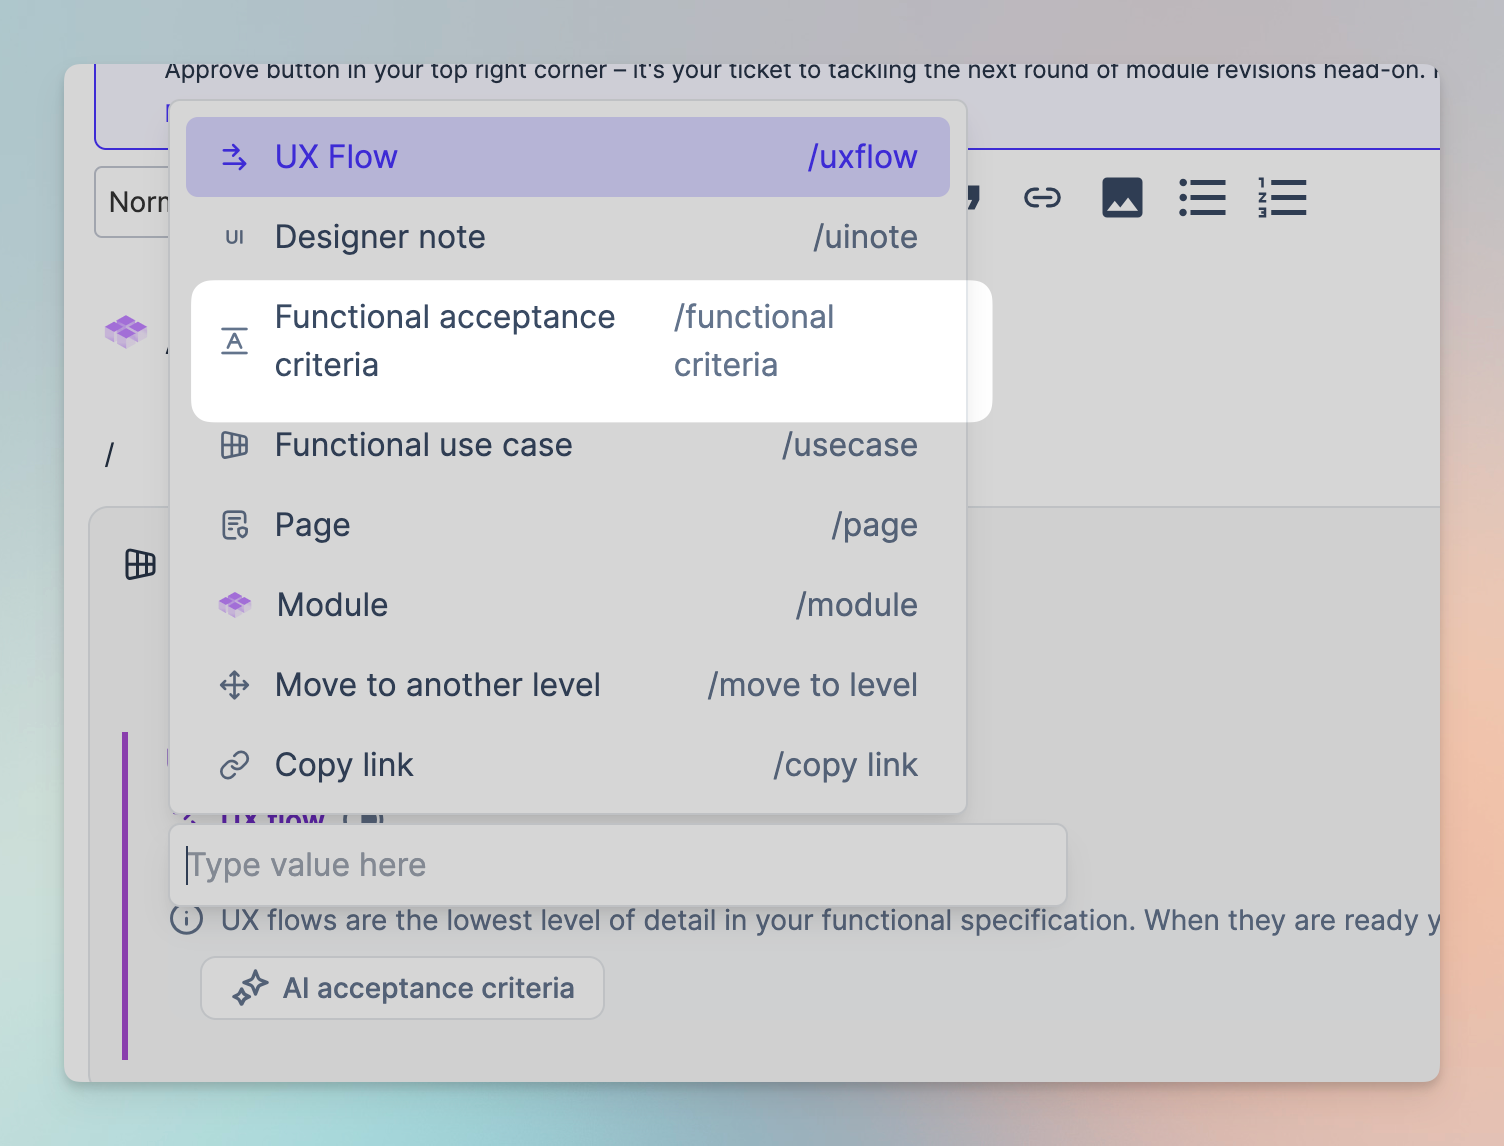 Approve button in your top right corner – it's your ticket to tackling the next round of module revisions head-on.
UX Flow /uxflow
Norm
UI Designer note /uinote
Functional acceptance /functional
criteria criteria
/
Functional use case /usecase
Page /page
Module /module
Move to another level /move to level
Copy link /copy link
UX flow
Type value here
UX flows are the lowest level of detail in your functional specification. When they are ready y
AI acceptance criteria